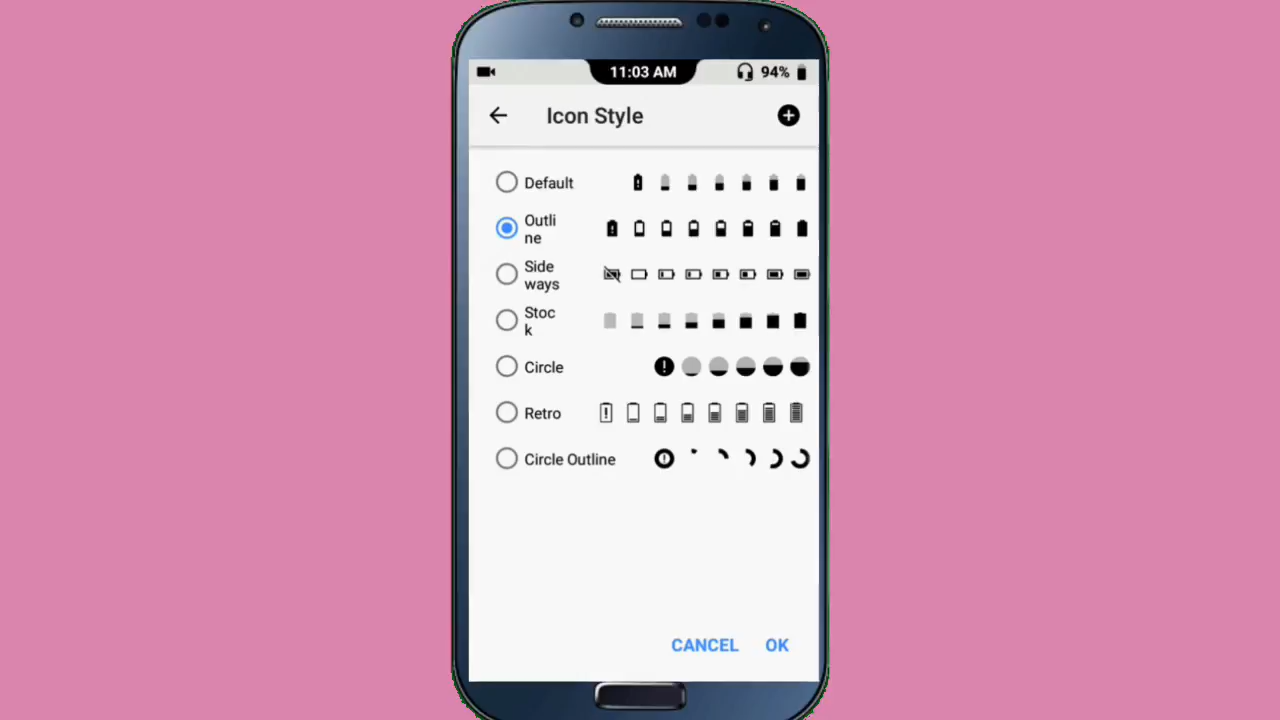 11:03 AM
94%
Icon Style
Default
Outli
ne
Side
ways
Stoc
k
Circle
Retro
Circle Outline
CANCEL
OK